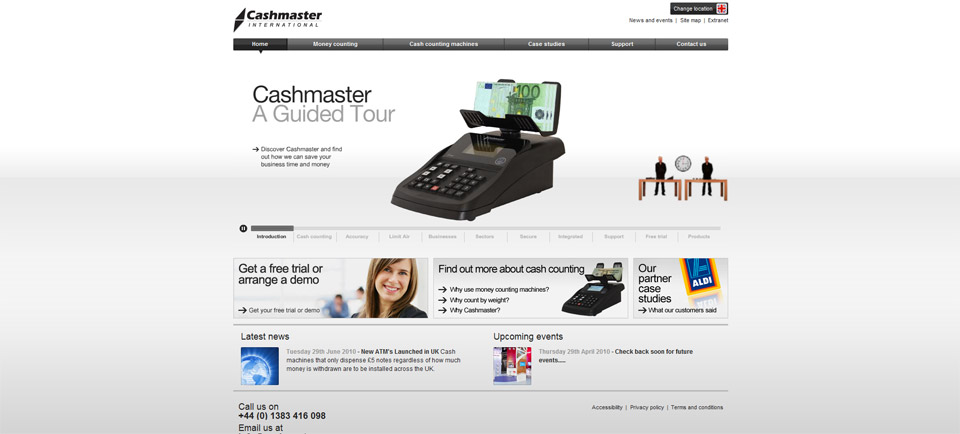 Cashmaster
INTERNATIONAL
Change location
News and events | Site map | Extranet
Home Money counting Cash counting machines Case studies Support Contact us
Cashmaster
A Guided Tour
Discover Cashmaster and find
out how we can save your
business time and money
100
Introduction Cash counting Accuracy Limit Air Businesses Sectors Secure Integrated Support Free trial Products
Get a free trial or
arrange a demo
Get your free trial or demo
Find out more about cash counting
Why use money counting machines?
Why count by weight?
Why Cashmaster?
Our
partner
case
studies
ALDI
What our customers said
Latest news
Tuesday 29th June 2010 - New ATM's Launched in UK Cash
machines that only dispense £5 notes regardless of how much
money is withdrawn are to be installed across the UK.
Upcoming events
Thursday 29th April 2010 - Check back soon for future
events.....
Call us on
+44 (0) 1383 416 098
Email us at
Accessibility | Privacy policy | Terms and conditions